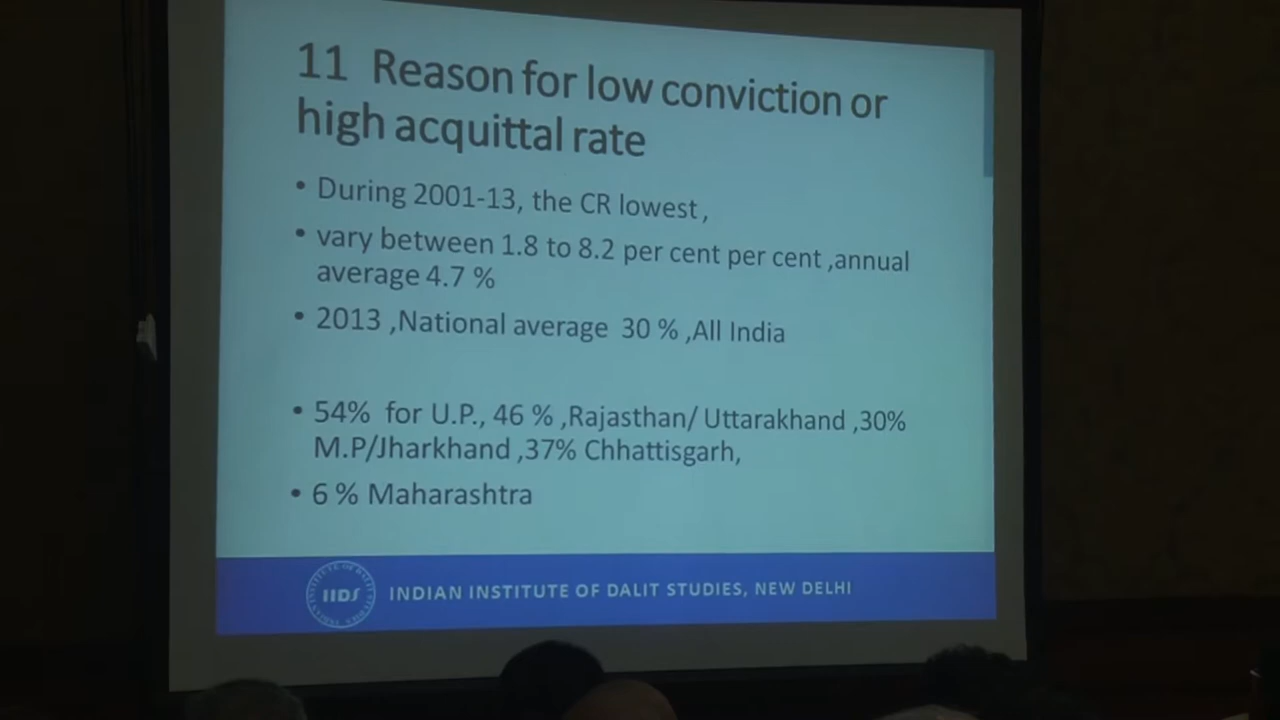 11 Reason for low conviction or
high acquittal rate
• During 2001-13, the CR lowest ,
• vary between 1.8 to 8.2 per cent per cent ,annual
average 4.7 %
• 2013 ,National average 30 % ,All India
• 54% for U.P., 46 % ,Rajasthan/ Uttarakhand ,30%
M.P/Jharkhand ,37% Chhattisgarh,
• 6 % Maharashtra
IIDS
INDIAN INSTITUTE OF DALIT STUDIES, NEW DELHI